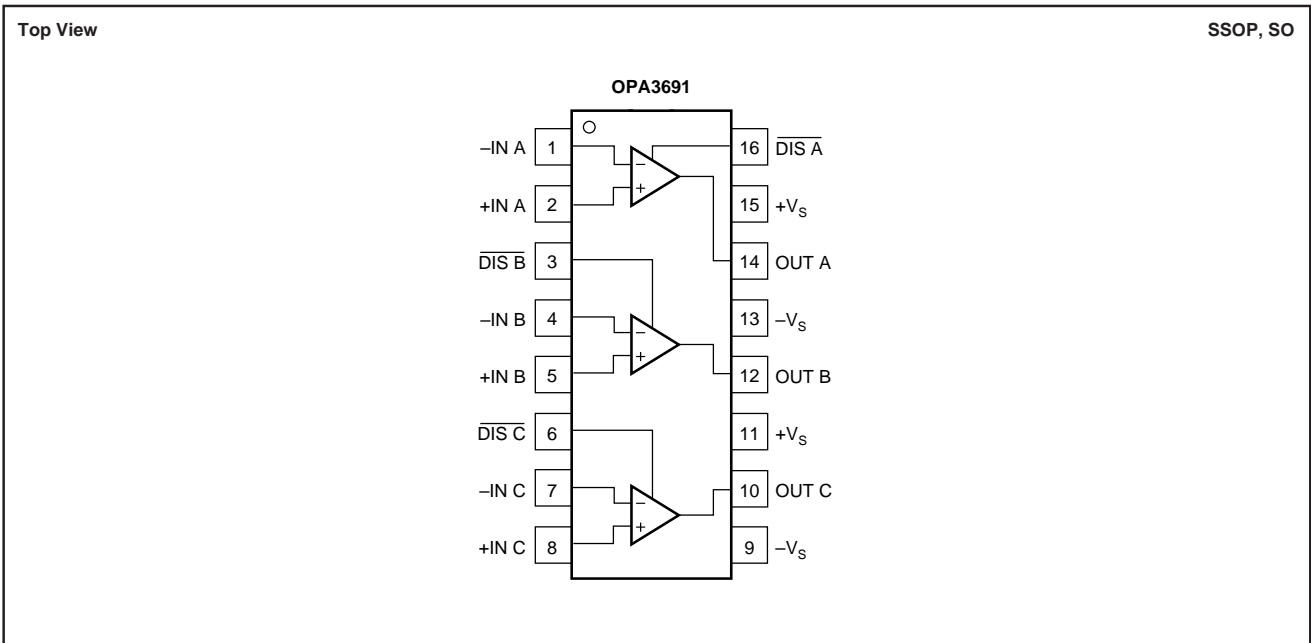 Top View
SSOP, SO
OPA3691
–IN A 1
+IN A 2
DIS B 3
–IN B 4
+IN B 5
DIS C 6
–IN C 7
+IN C 8
16 DIS A
15 +VS
14 OUT A
13 –VS
12 OUT B
11 +VS
10 OUT C
9 –VS
–
+
–
+
–
+